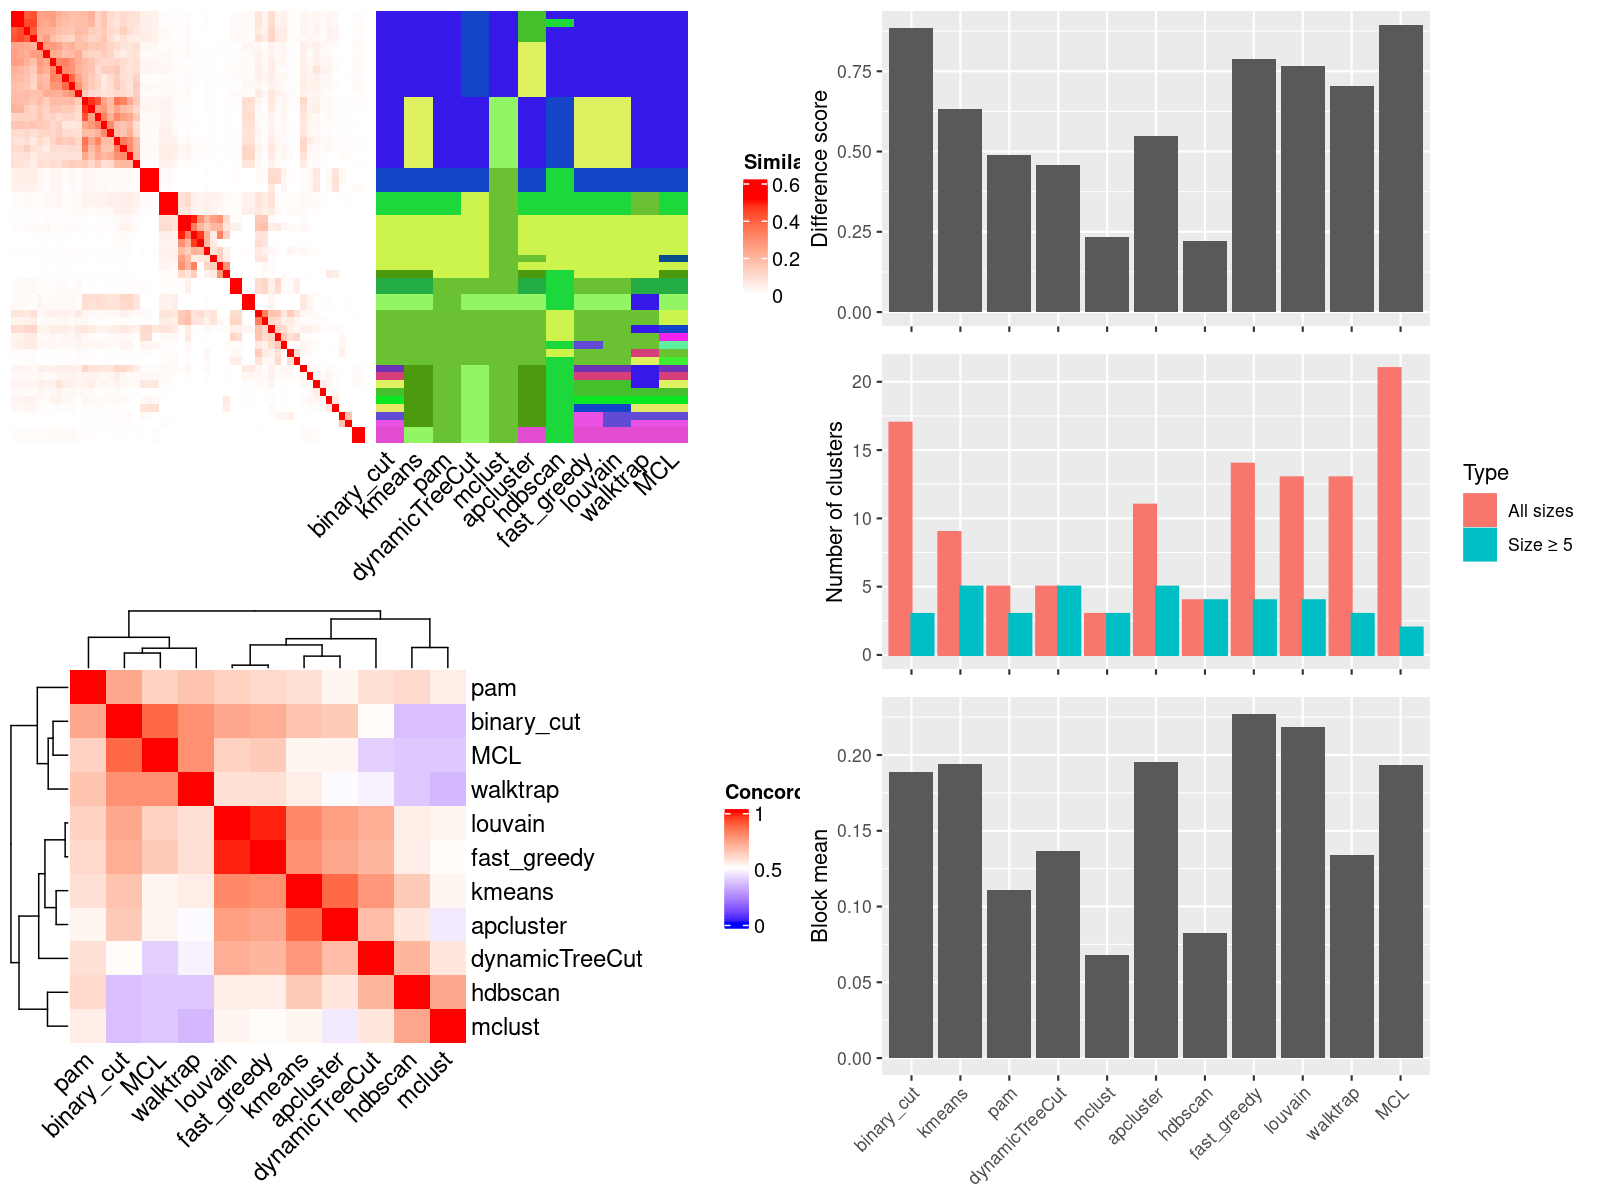 Simila
0.6
0.4
0.2
0
binary_cut
kmeans
pam
dynamicTreeCut
mclust
apcluster
hdbscan
fast_greedy
louvain
walktrap
MCL
pam
binary_cut
MCL
walktrap
louvain
fast_greedy
kmeans
apcluster
dynamicTreeCut
hdbscan
mclust
pam
binary_cut
MCL
walktrap
louvain
fast_greedy
kmeans
apcluster
dynamicTreeCut
hdbscan
mclust
Concord
1
0.5
0
Difference score
0.75
0.50
0.25
0.00
Number of clusters
20
15
10
5
0
Type
All sizes
Size ≥ 5
Block mean
0.20
0.15
0.10
0.05
0.00
binary_cut
kmeans
pam
dynamicTreeCut
mclust
apcluster
hdbscan
fast_greedy
louvain
walktrap
MCL